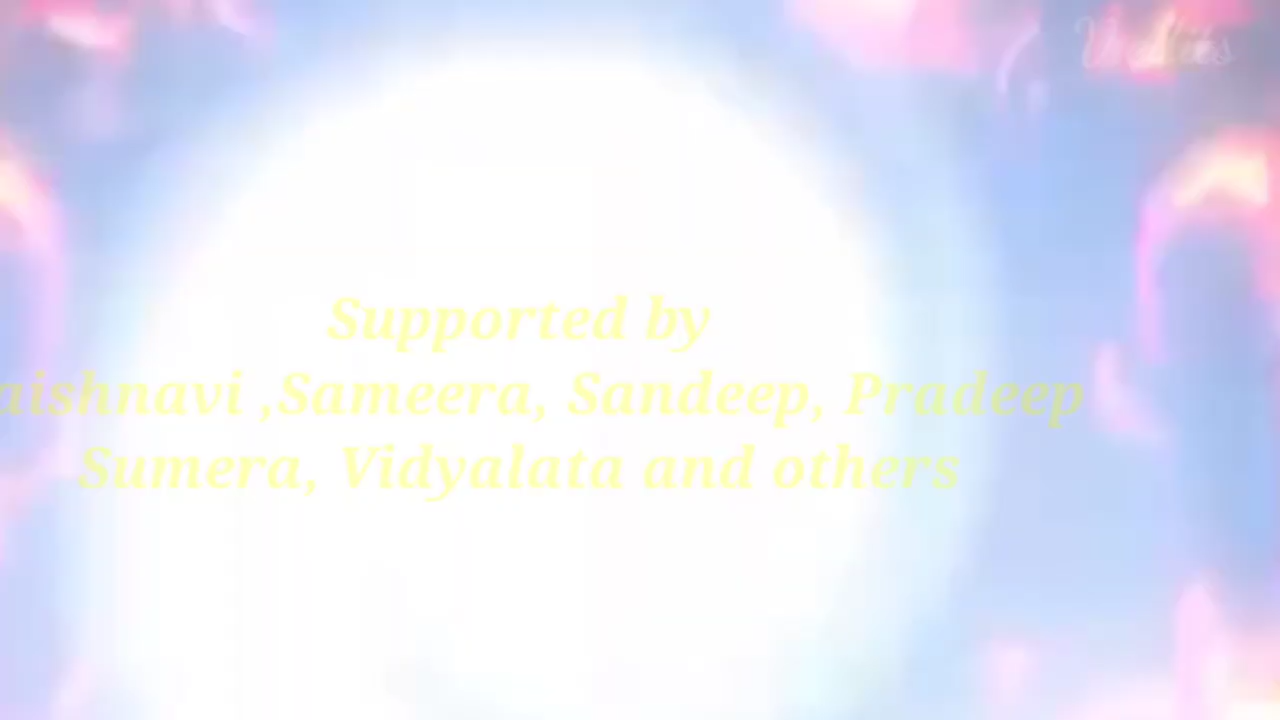 Supported by
aishnavi ,Sameera, Sandeep, Pradeep
Sumera, Vidyalata and others